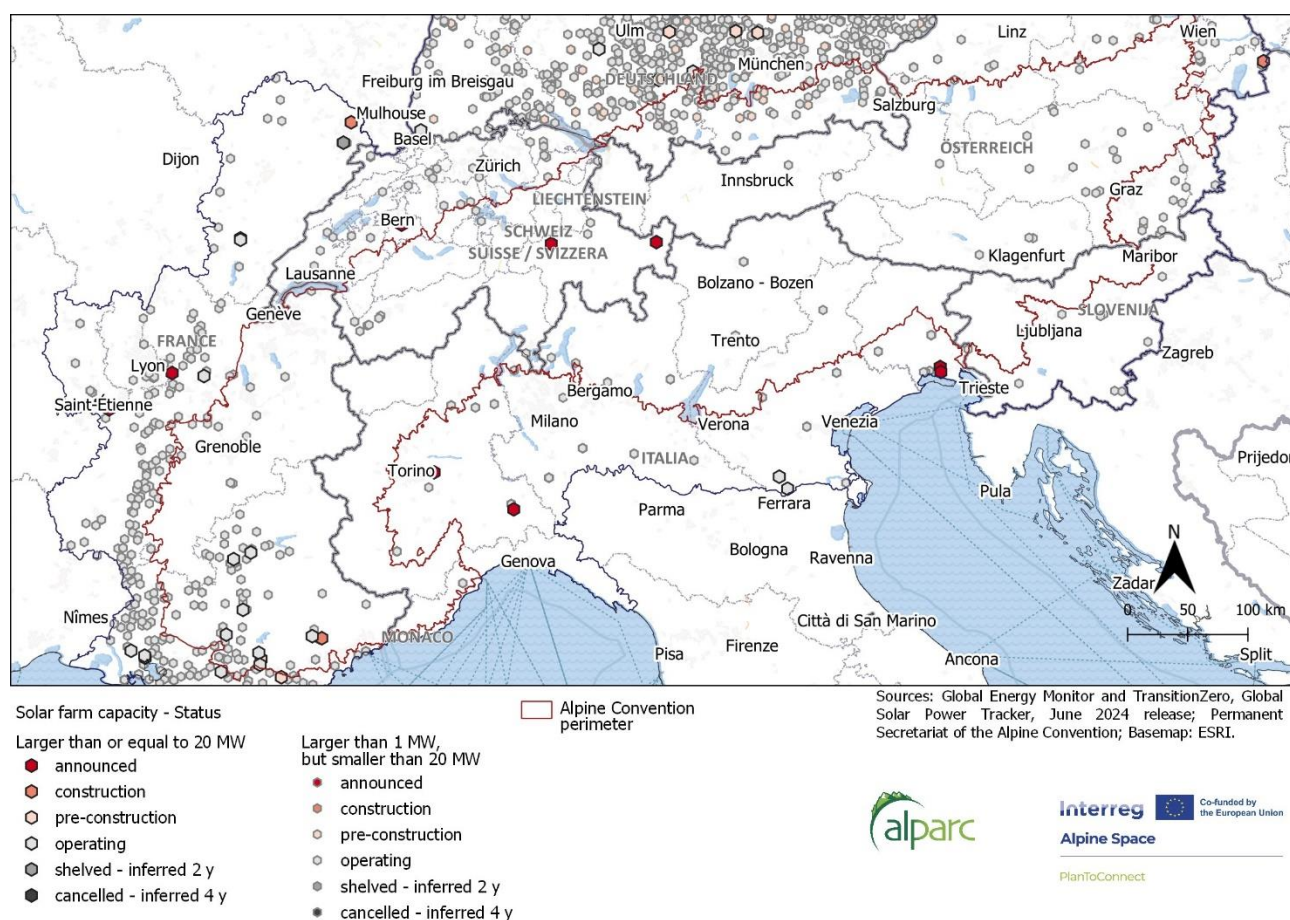 Ulm
Linz
Wien
DEUTSCHLAND
München
Freiburg im Breisgau
Salzburg
Mulhouse
Basel
Dijon
Zürich
ÖSTERREICH
Innsbruck
LIECHTENSTEIN
Graz
Bern
SCHWEIZ
SUISSE / SVIZZERA
Klagenfurt
Maribor
Lausanne
Bolzano - Bozen
Genève
SLOVENIJA
Ljubljana
FRANCE
Trento
Zagreb
Lyon
Bergamo
Trieste
Saint-Étienne
Milano
Verona
Venezia
Grenoble
ITALIA
Torino
Prijedor
Pula
Parma
Ferrara
N
Bologna
Ravenna
Genova
Zadar
Nîmes
0 50 100 km
Città di San Marino
MONACO
Firenze
Pisa
Ancona
Split
Solar farm capacity - Status
Larger than or equal to 20 MW
announced
construction
pre-construction
operating
shelved - inferred 2 y
cancelled - inferred 4 y
Larger than 1 MW,
but smaller than 20 MW
announced
construction
pre-construction
operating
shelved - inferred 2 y
cancelled - inferred 4 y
Alpine Convention
perimeter
Sources: Global Energy Monitor and TransitionZero, Global
Solar Power Tracker, June 2024 release; Permanent
Secretariat of the Alpine Convention; Basemap: ESRI.
alparc
Interreg
Co-funded by
the European Union
Alpine Space
PlanToConnect